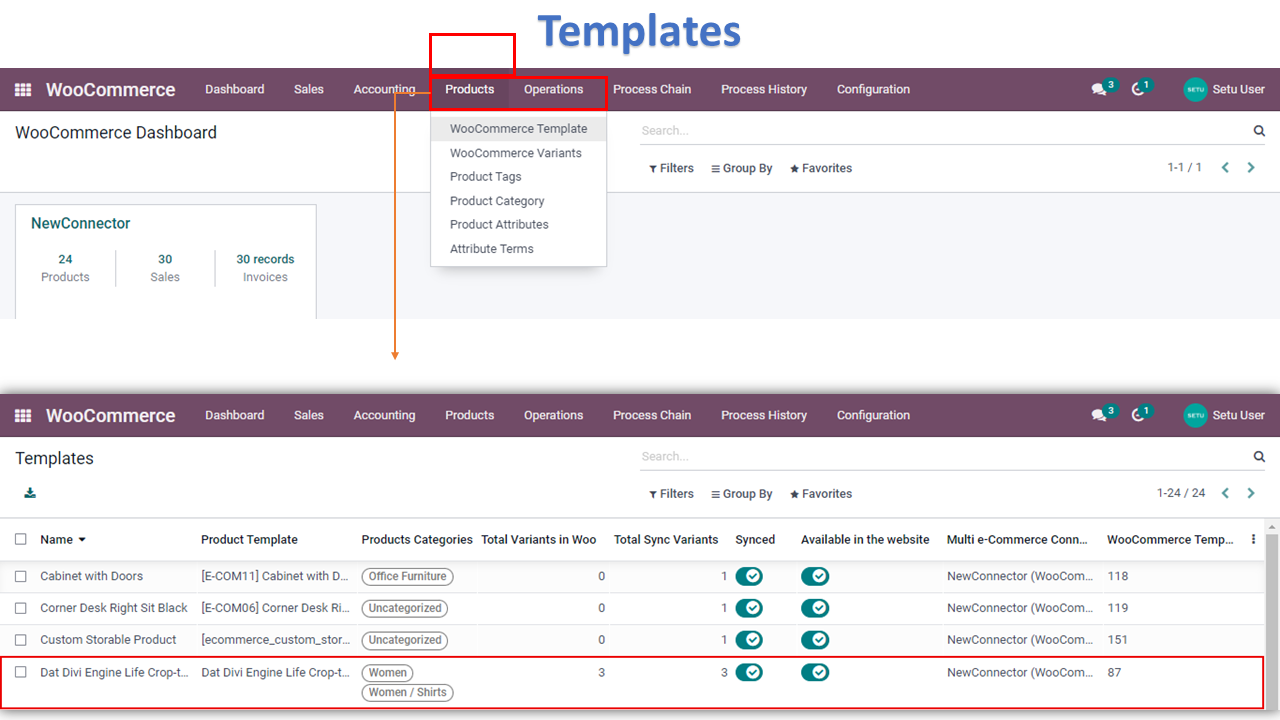 Templates
WooCommerce Dashboard Sales Accounting Products Operations Process Chain Process History Configuration 3 1 SETU Setu User
WooCommerce Dashboard
WooCommerce Template
WooCommerce Variants
Product Tags
Product Category
Product Attributes
Attribute Terms
Search...
Filters Group By Favorites 1-1 / 1
NewConnector
24 30 30 records
Products Sales Invoices
WooCommerce Dashboard Sales Accounting Products Operations Process Chain Process History Configuration 3 1 SETU Setu User
Templates Search...
Filters Group By Favorites 1-24 / 24
Name Product Template Products Categories Total Variants in Woo Total Sync Variants Synced Available in the website Multi e-Commerce Conn... WooCommerce Temp...
Cabinet with Doors [E-COM11] Cabinet with D... Office Furniture 0 1 NewConnector (WooCom... 118
Corner Desk Right Sit Black [E-COM06] Corner Desk Ri... Uncategorized 0 1 NewConnector (WooCom... 119
Custom Storable Product [ecommerce_custom_stor... Uncategorized 0 1 NewConnector (WooCom... 151
Dat Divi Engine Life Crop-t... Dat Divi Engine Life Crop-t... Women 3 3 NewConnector (WooCom... 87
Women / Shirts